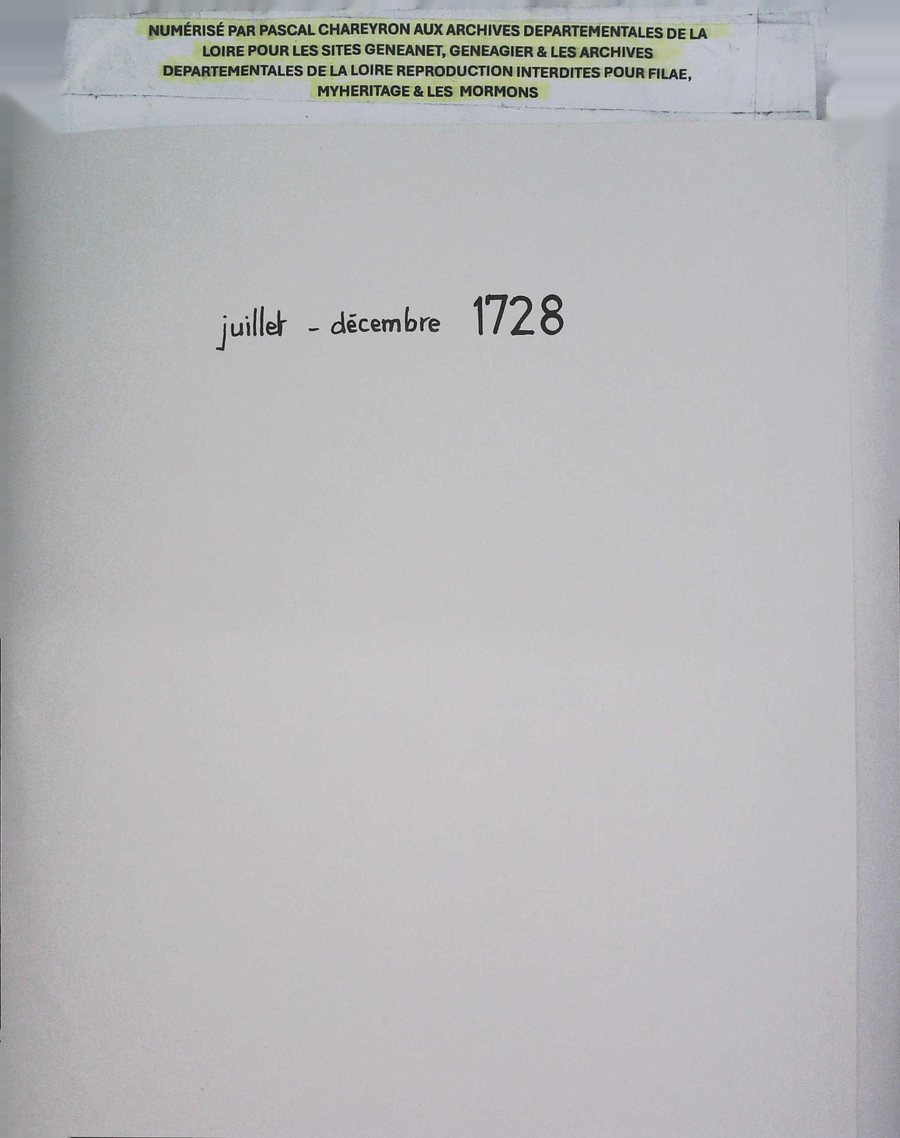 NUMÉRISÉ PAR PASCAL CHAREYRON AUX ARCHIVES DEPARTEMENTALES DE LA
LOIRE POUR LES SITES GENEANET, GENEAGIER & LES ARCHIVES
DEPARTEMENTALES DE LA LOIRE REPRODUCTION INTERDITES POUR FILAE,
MYHERITAGE & LES MORMONS
juillet - décembre 1728